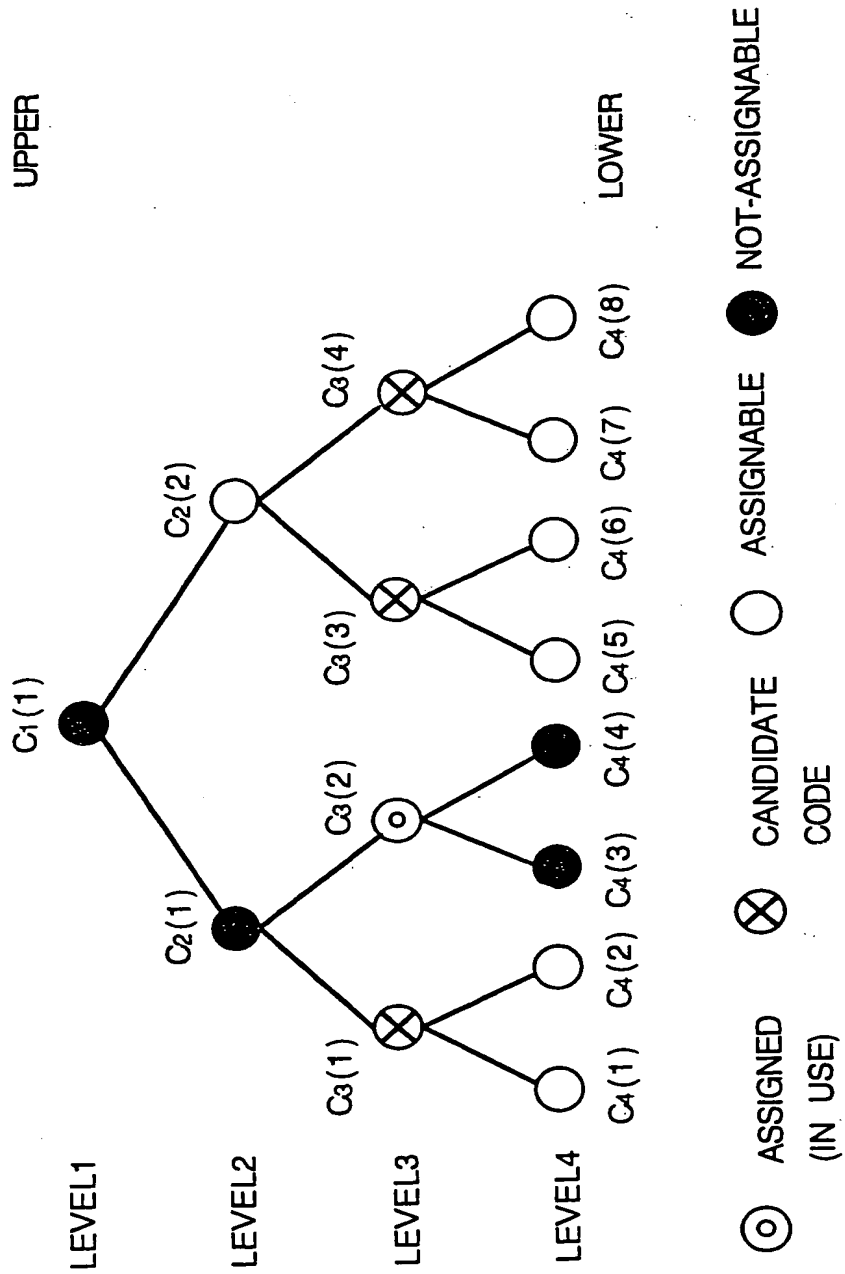 UPPER
LEVEL1
C1(1)
LEVEL2
C2(1)
C2(2)
LEVEL3
C3(1)
C3(2)
C3(3)
C3(4)
LEVEL4
C4(1)
C4(2)
C4(3)
C4(4)
C4(5)
C4(6)
C4(7)
C4(8)
LOWER
ASSIGNED
(IN USE)
CANDIDATE
CODE
ASSIGNABLE
NOT-ASSIGNABLE